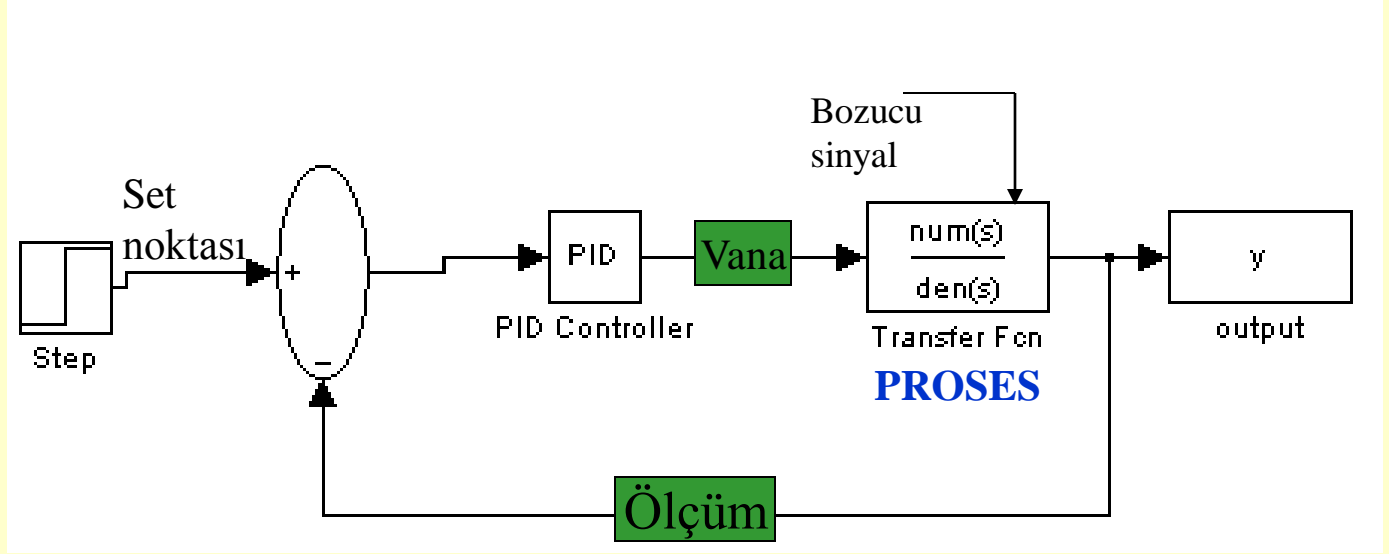 Bozucu
sinyal
Set
noktası
+
−
PID
Vana
num(s)
den(s)
y
Step
PID Controller
Transfer Fcn
output
PROSES
Ölçüm